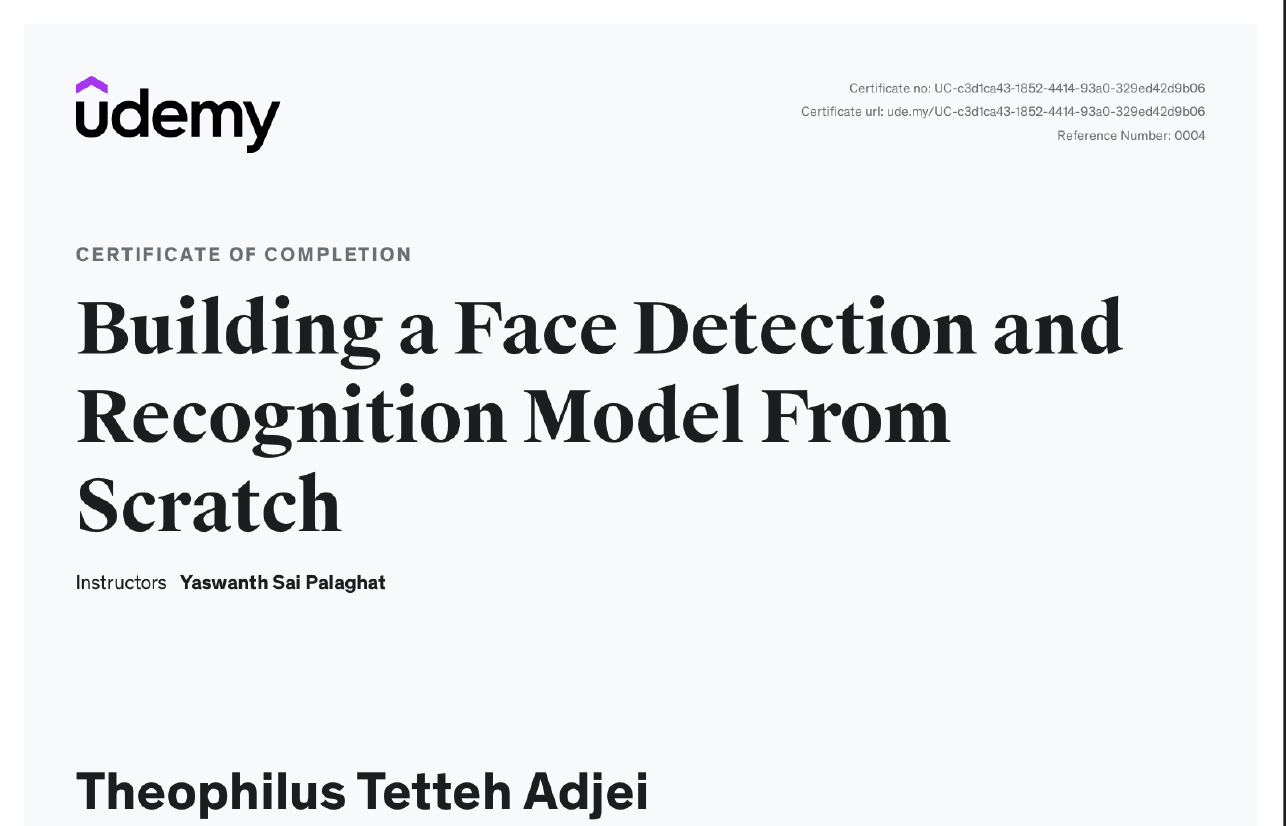 udemy
Certificate no: UC-c3d1ca43-1852-4414-93a0-329ed42d9b06
Certificate url: ude.my/UC-c3d1ca43-1852-4414-93a0-329ed42d9b06
Reference Number: 0004
CERTIFICATE OF COMPLETION
Building a Face Detection and
Recognition Model From
Scratch
Instructors Yaswanth Sai Palaghat
Theophilus Tetteh Adjei